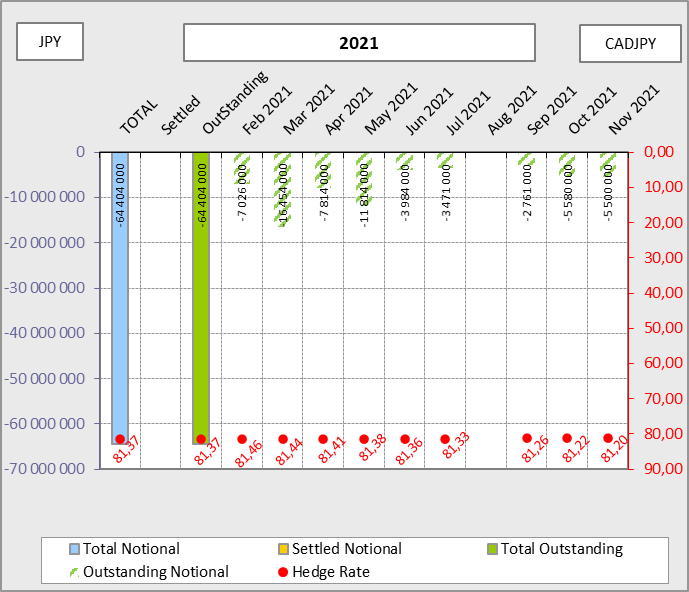 JPY
2021
CADJPY
TOTAL
Settled
OutStanding
Feb 2021
Mar 2021
Apr 2021
May 2021
Jun 2021
Jul 2021
Aug 2021
Sep 2021
Oct 2021
Nov 2021
0
-10 000 000
-20 000 000
-30 000 000
-40 000 000
-50 000 000
-60 000 000
-70 000 000
-64 404 000
-64 404 000
-7 026 000
-16 454 000
-7 814 000
-11 814 000
-3 984 000
-3 471 000
-2 761 000
-5 580 000
-5 500 000
0,00
10,00
20,00
30,00
40,00
50,00
60,00
70,00
80,00
90,00
81,37
81,37
81,46
81,44
81,41
81,38
81,36
81,33
81,26
81,22
81,20
Total Notional
Settled Notional
Total Outstanding
Outstanding Notional
Hedge Rate